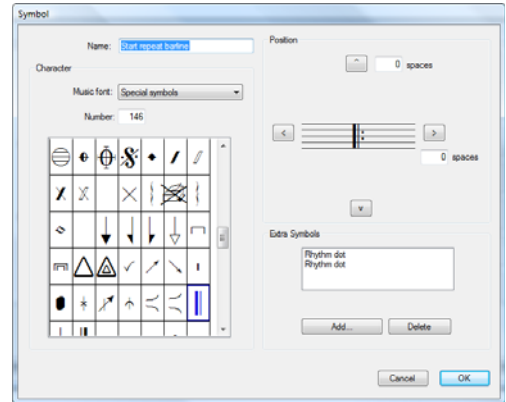 Symbol
Name: Start repeat barline
Character
Music font: Special symbols
Number: 146
Position
0 spaces
0 spaces
Extra Symbols
Rhythm dot
Rhythm dot
Add... Delete
Cancel OK